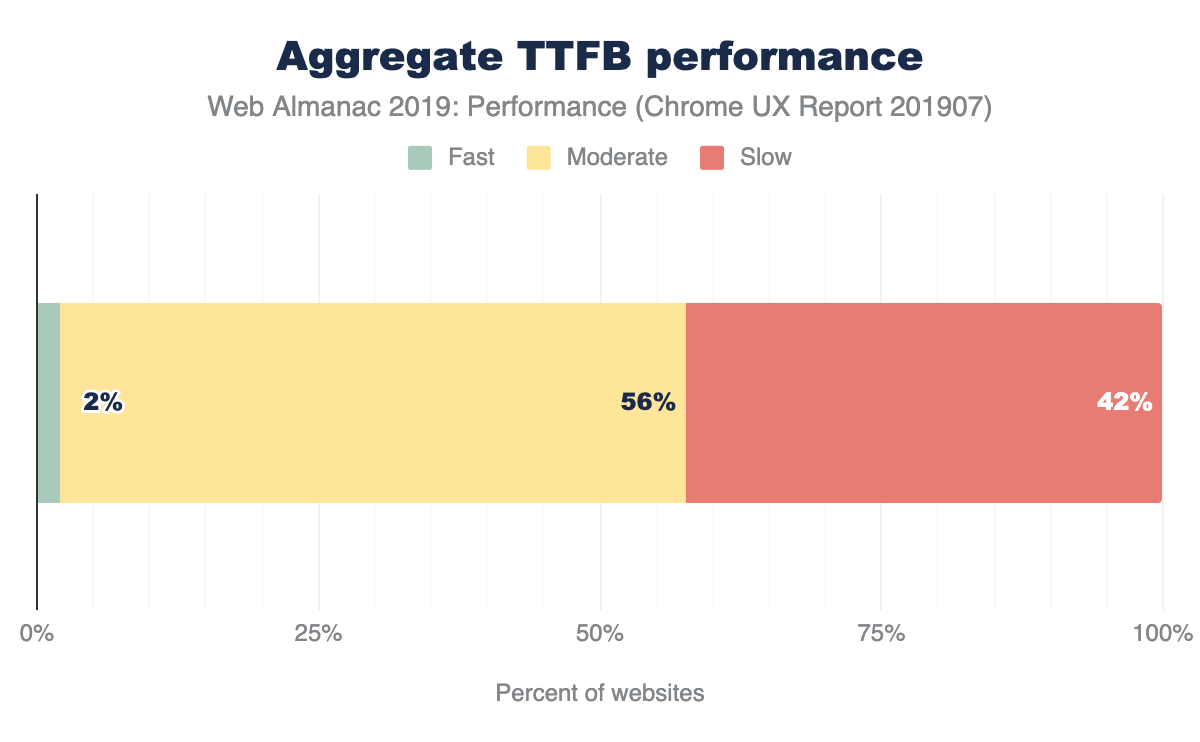 Aggregate TTFB performance
Web Almanac 2019: Performance (Chrome UX Report 201907)
Fast Moderate Slow
2% 56% 42%
0% 25% 50% 75% 100%
Percent of websites